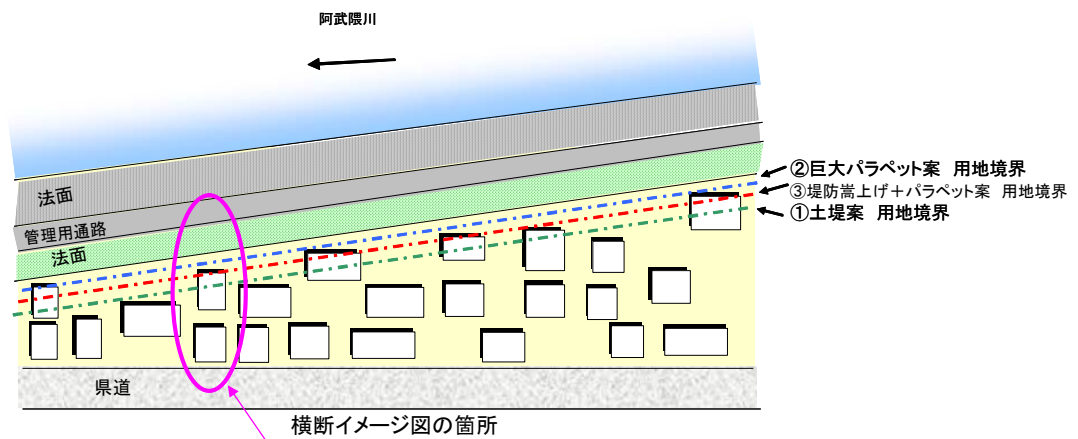 阿武隈川
②巨大パラペット案　用地境界
③堤防嵩上げ＋パラペット案　用地境界
①土堤案　用地境界
法面
管理用通路
法面
県道
横断イメージ図の箇所